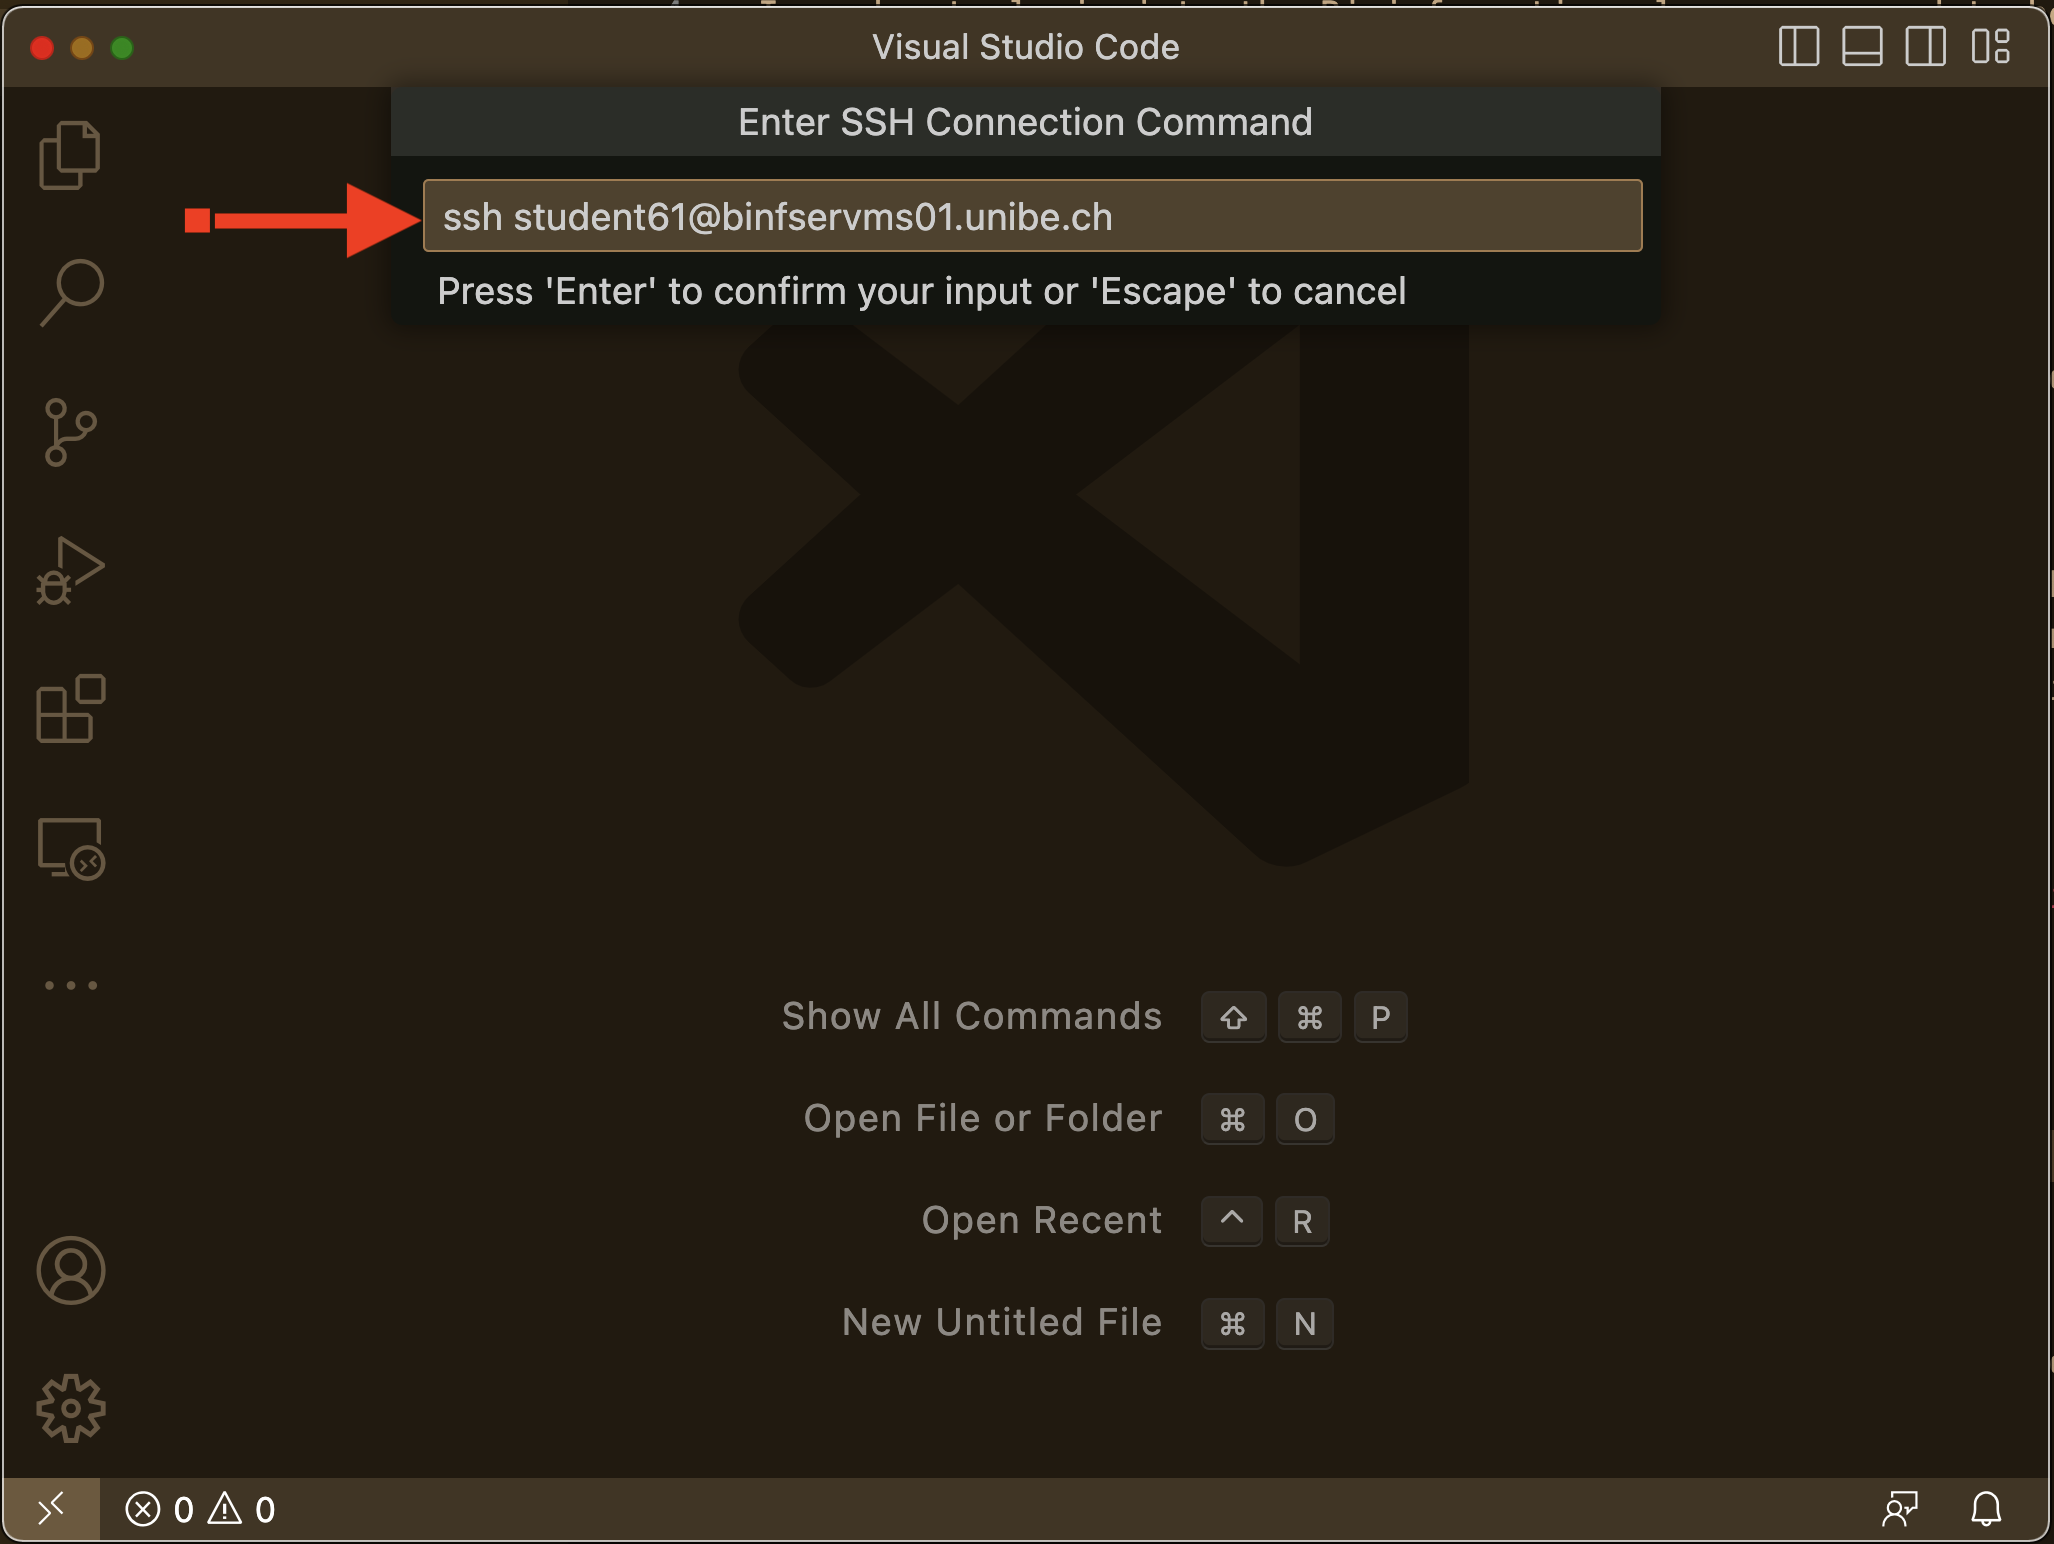 Visual Studio Code
Enter SSH Connection Command
ssh student61@binfservms01.unibe.ch
Press 'Enter' to confirm your input or 'Escape' to cancel
Show All Commands ⇧ ⌘ P
Open File or Folder ⌘ O
Open Recent ^ R
New Untitled File ⌘ N
0 0